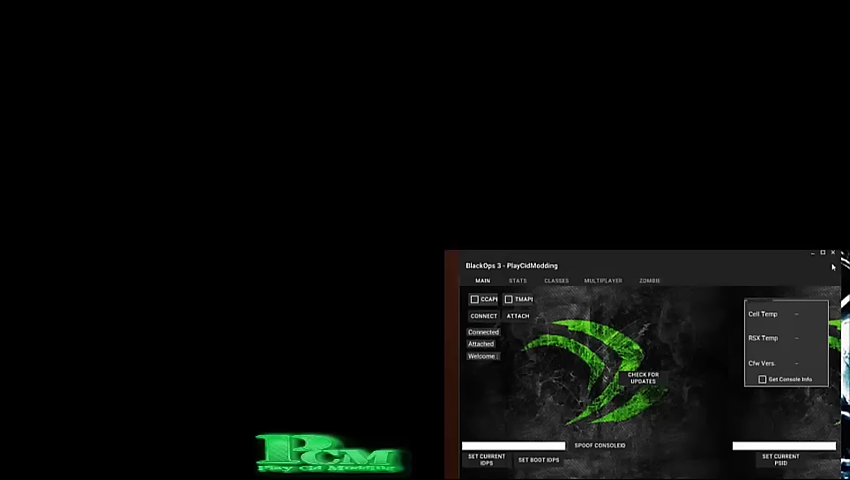 BlackOps 3 - PlayCidModding
MAIN STATS CLASSES MULTIPLAYER ZOMBIE
CCAPI TMAPI
CONNECT ATTACH
Connected
Attached
Welcome :
Cell Temp --
RSX Temp --
Cfw Vers. --
Get Console Info
CHECK FOR
UPDATES
SPOOF CONSOLEID
SET CURRENT
IDPS
SET BOOT IDPS
SET CURRENT
PSID
PCM
Play Cid Modding